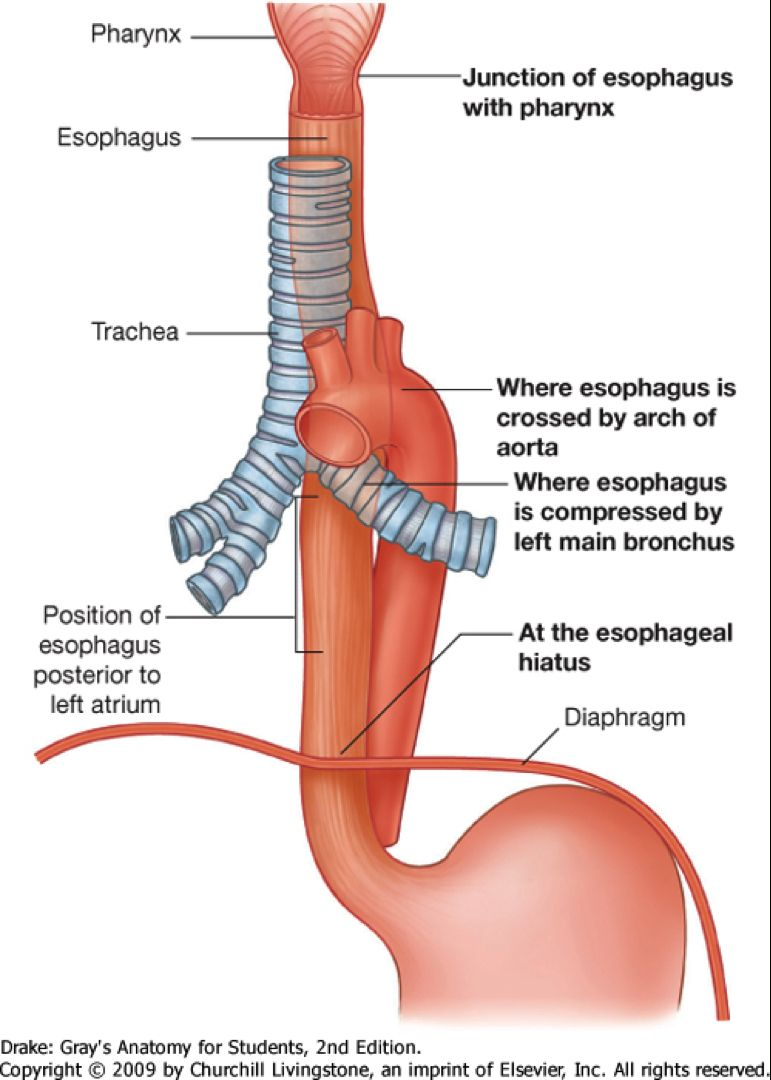 Pharynx
Junction of esophagus
with pharynx
Esophagus
Trachea
Where esophagus is
crossed by arch of
aorta
Where esophagus
is compressed by
left main bronchus
Position of
esophagus
posterior to
left atrium
At the esophageal
hiatus
Diaphragm
Drake: Gray's Anatomy for Students, 2nd Edition.
Copyright © 2009 by Churchill Livingstone, an imprint of Elsevier, Inc. All rights reserved.